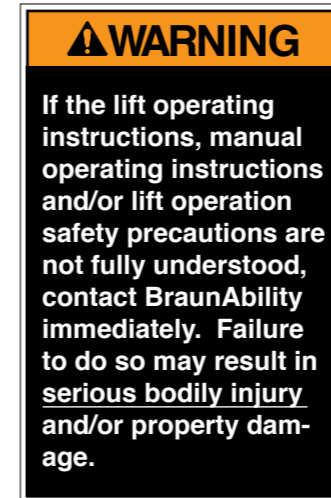 WARNING
If the lift operating
instructions, manual
operating instructions
and/or lift operation
safety precautions are
not fully understood,
contact BraunAbility
immediately.  Failure
to do so may result in
serious bodily injury
and/or property dam-
age.